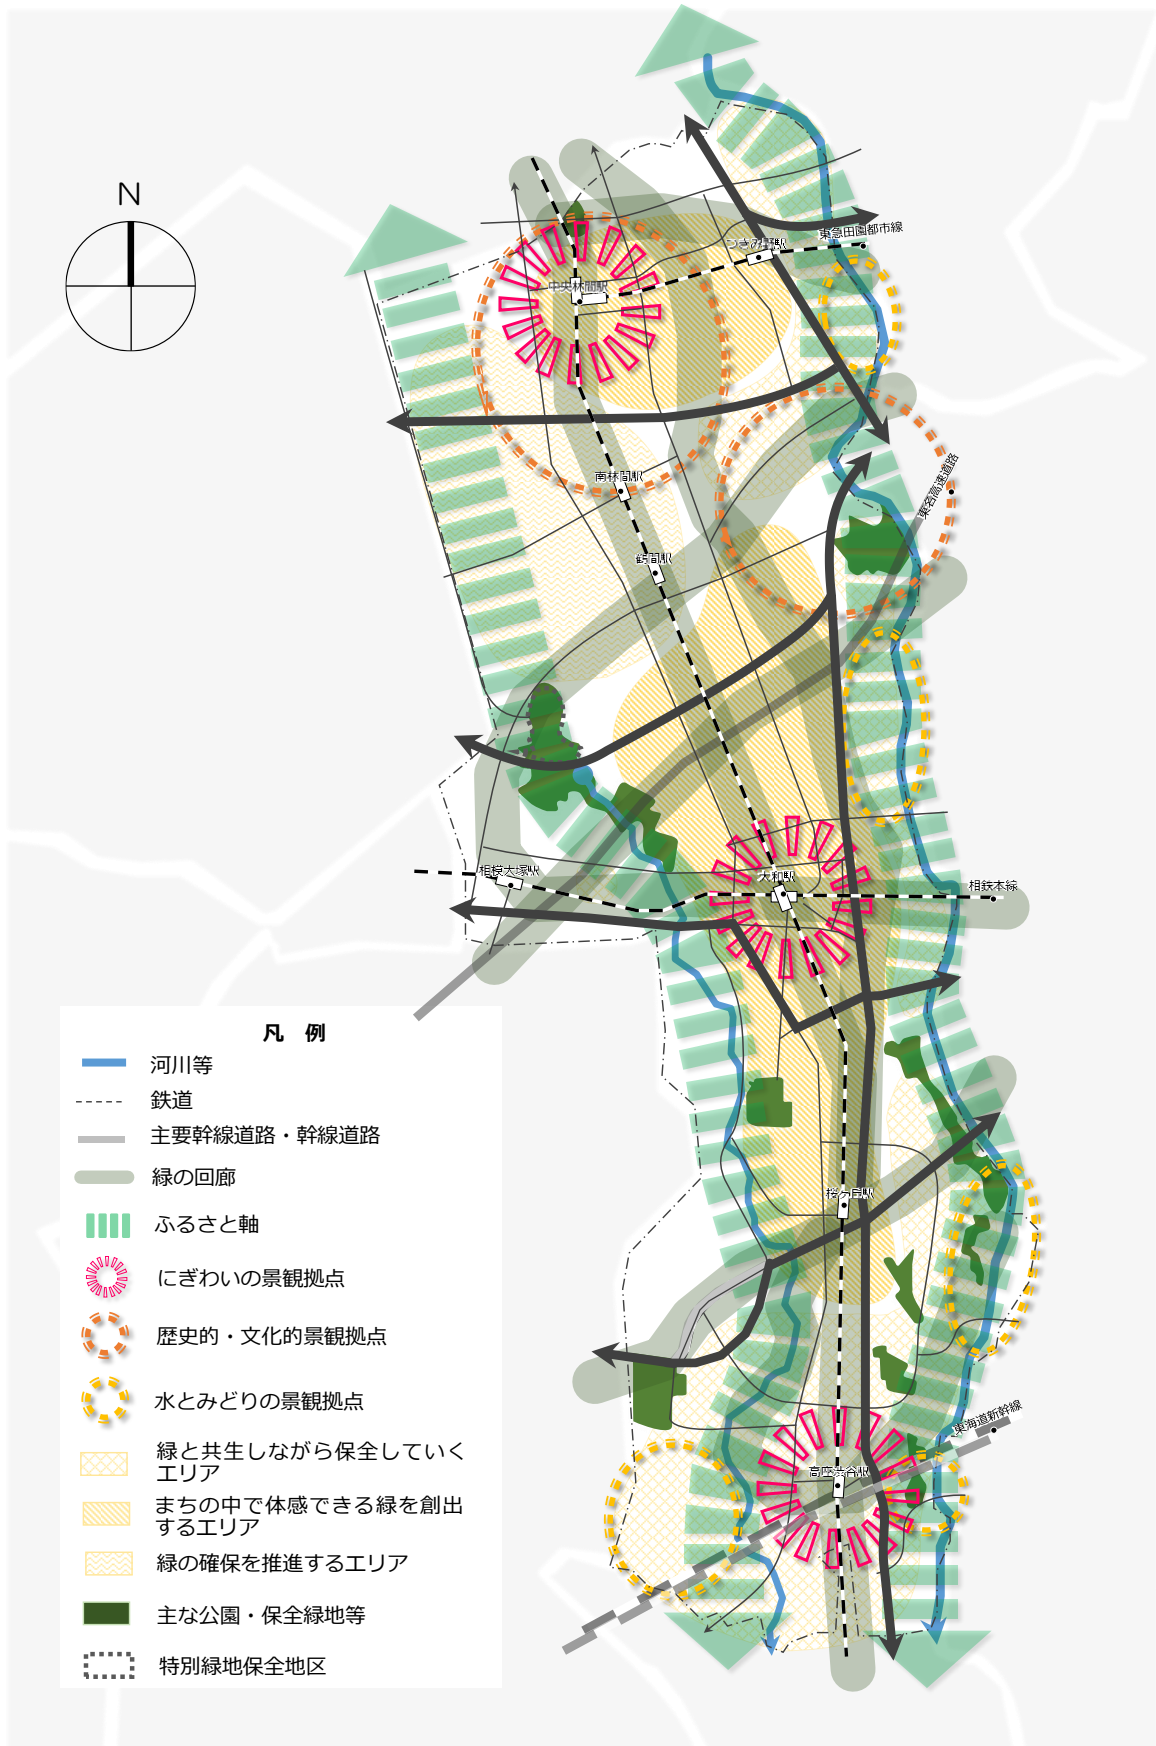 N
東急田園都市線
つきみ野駅
中央林間駅
東名高速道路
南林間駅
鶴間駅
相模大塚駅
大和駅
相鉄本線
桜ヶ丘駅
東海道新幹線
高座渋谷駅
凡 例
河川等
鉄道
主要幹線道路・幹線道路
緑の回廊
ふるさと軸
にぎわいの景観拠点
歴史的・文化的景観拠点
水とみどりの景観拠点
緑と共生しながら保全していく
エリア
まちの中で体感できる緑を創出
するエリア
緑の確保を推進するエリア
主な公園・保全緑地等
特別緑地保全地区